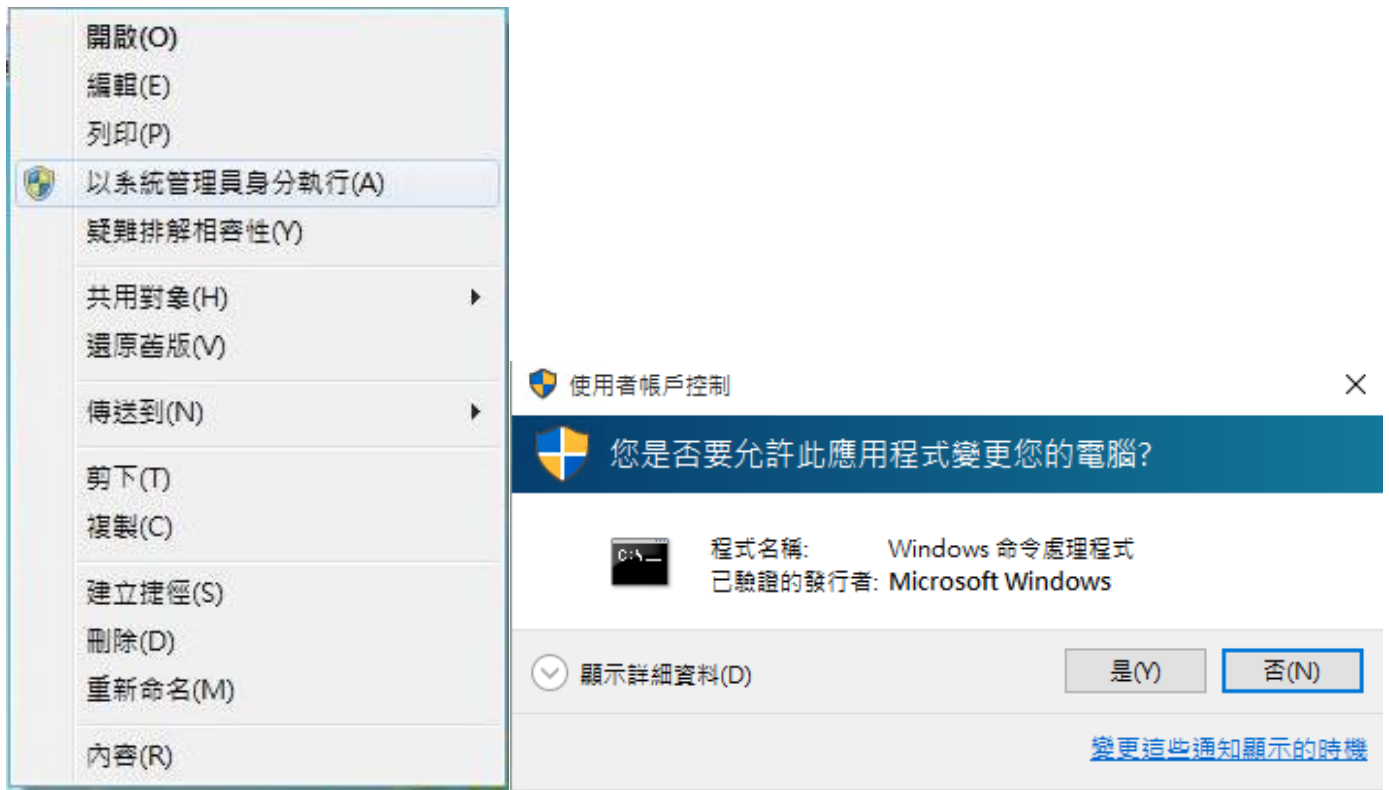 開啟(O)
編輯(E)
列印(P)
以系統管理員身分執行(A)
疑難排解相容性(Y)
共用對象(H)
還原舊版(V)
傳送到(N)
剪下(T)
複製(C)
建立捷徑(S)
刪除(D)
重新命名(M)
內容(R)
使用者帳戶控制
您是否要允許此應用程式變更您的電腦?
C:\_
程式名稱: Windows 命令處理程式
已驗證的發行者: Microsoft Windows
顯示詳細資料(D)
是(Y) 否(N)
變更這些通知顯示的時機